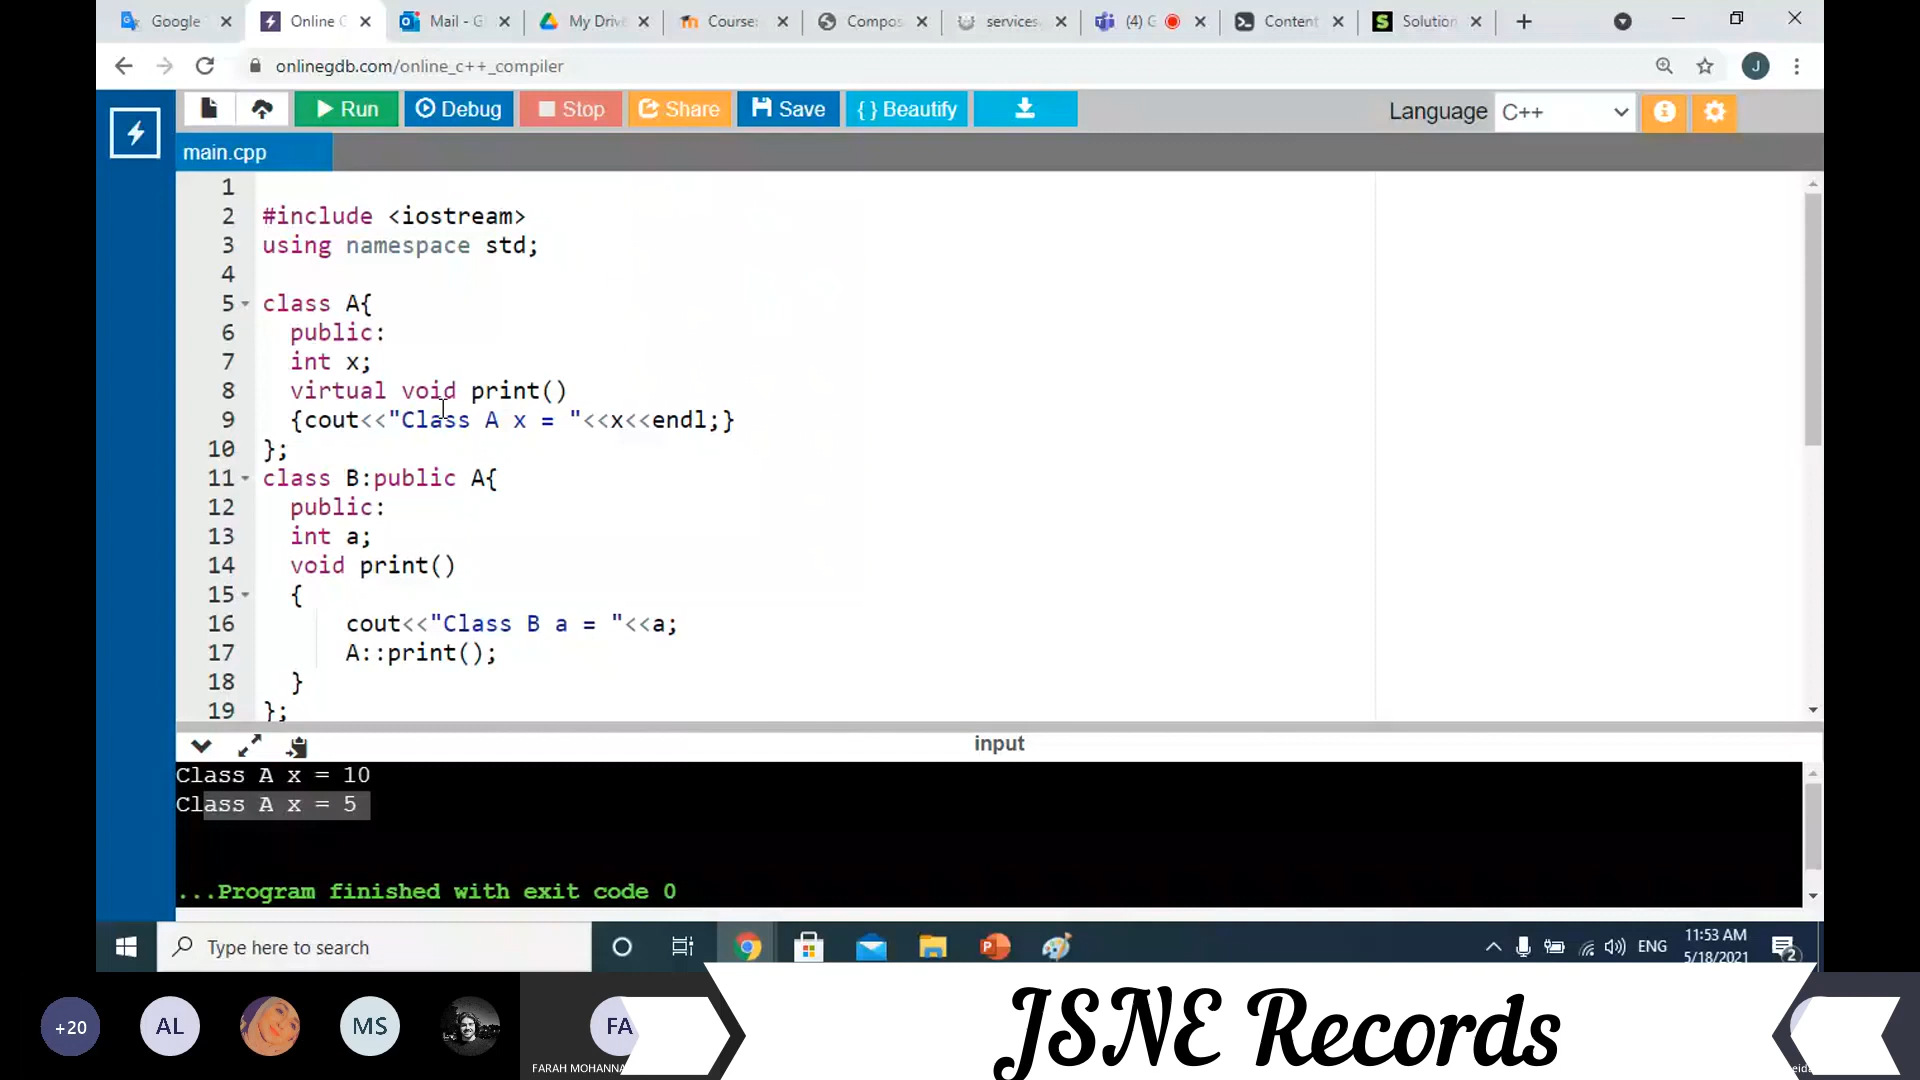 Google
Online G
Mail - G
My Drive
Course:
Compos
services.
(4) G
Content
Solution
onlinegdb.com/online_c++_compiler
J
Run
Debug
Stop
Share
Save
{ } Beautify
Language
C++
main.cpp
1
2 #include <iostream>
3 using namespace std;
4
5 class A{
6 public:
7 int x;
8 virtual void print()
9 {cout<<"Class A x = "<<x<<endl;}
10 };
11 class B:public A{
12 public:
13 int a;
14 void print()
15 {
16 cout<<"Class B a = "<<a;
17 A::print();
18 }
19 };
input
Class A x = 10
Class A x = 5
...Program finished with exit code 0
Type here to search
ENG
11:53 AM
5/18/2021
2
+20
AL
MS
FA
FARAH MOHANNA
JSNE Records